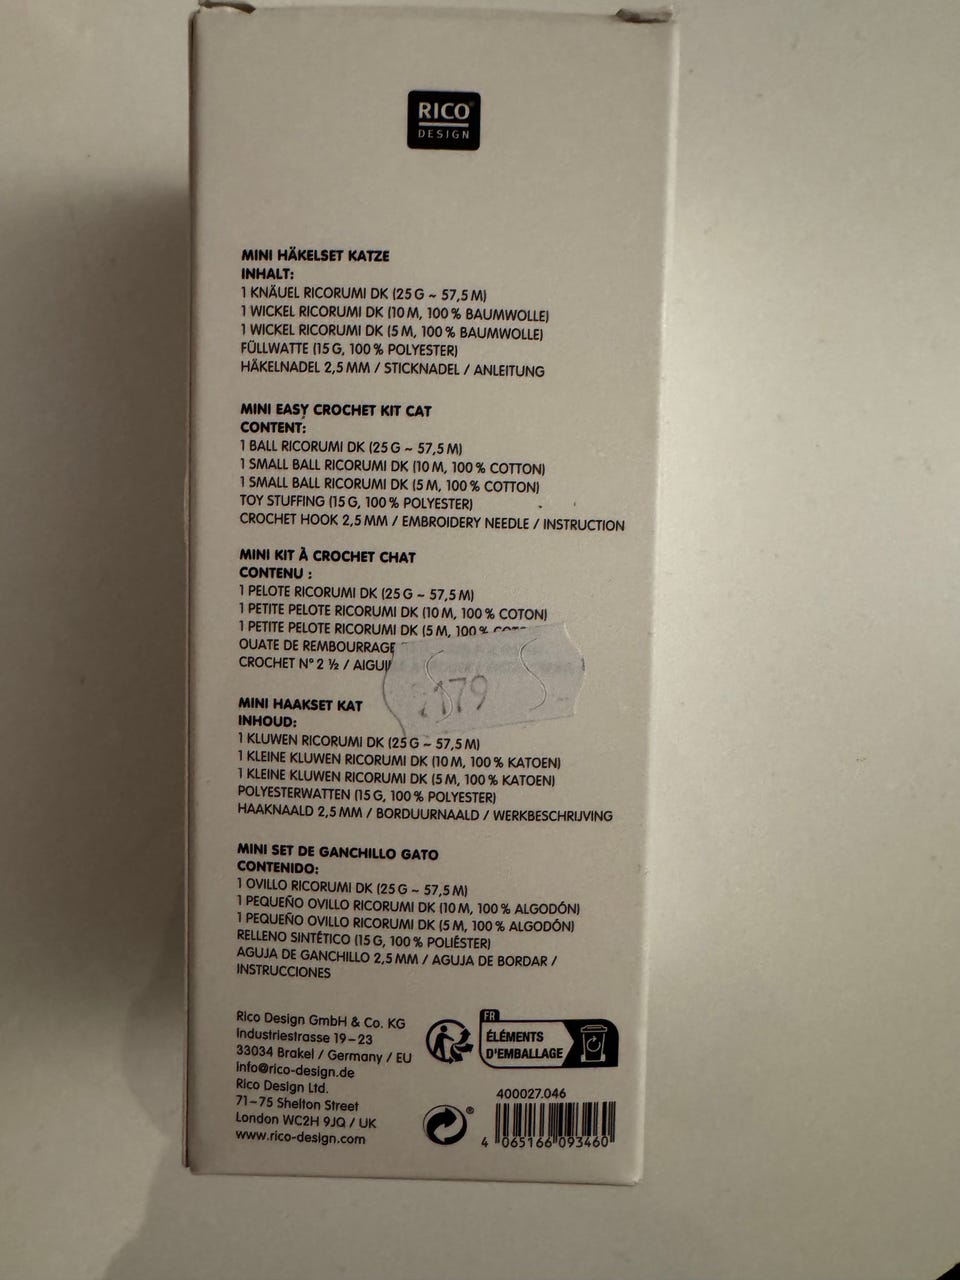 RICO
DESIGN
MINI HÄKELSET KATZE
INHALT:
1 KNÄUEL RICORUMI DK (25 G ~ 57,5 M)
1 WICKEL RICORUMI DK (10 M, 100 % BAUMWOLLE)
1 WICKEL RICORUMI DK (5 M, 100 % BAUMWOLLE)
FÜLLWATTE (15 G, 100 % POLYESTER)
HÄKELNADEL 2,5 MM / STICKNADEL / ANLEITUNG
MINI EASY CROCHET KIT CAT
CONTENT:
1 BALL RICORUMI DK (25 G ~ 57,5 M)
1 SMALL BALL RICORUMI DK (10 M, 100 % COTTON)
1 SMALL BALL RICORUMI DK (5 M, 100 % COTTON)
TOY STUFFING (15 G, 100 % POLYESTER)
CROCHET HOOK 2,5 MM / EMBROIDERY NEEDLE / INSTRUCTION
MINI KIT À CROCHET CHAT
CONTENU :
1 PELOTE RICORUMI DK (25 G ~ 57,5 M)
1 PETITE PELOTE RICORUMI DK (10 M, 100 % COTON)
1 PETITE PELOTE RICORUMI DK (5 M, 100 %
OUATE DE REMBOURRAGE
CROCHET N° 2 ½ /
179
MINI HAAKSET KAT
INHOUD:
1 KLUWEN RICORUMI DK (25 G ~ 57,5 M)
1 KLEINE KLUWEN RICORUMI DK (10 M, 100 % KATOEN)
1 KLEINE KLUWEN RICORUMI DK (5 M, 100 % KATOEN)
POLYESTERWATTEN (15 G, 100 % POLYESTER)
HAAKNAALD 2,5 MM / BORDUURNAALD / WERKBESCHRIJVING
MINI SET DE GANCHILLO GATO
CONTENIDO:
1 OVILLO RICORUMI DK (25 G ~ 57,5 M)
1 PEQUEÑO OVILLO RICORUMI DK (10 M, 100 % ALGODÓN)
1 PEQUEÑO OVILLO RICORUMI DK (5 M, 100 % ALGODÓN)
RELLENO SINTÉTICO (15 G, 100 % POLIÉSTER)
AGUJA DE GANCHILLO 2,5 MM / AGUJA DE BORDAR /
INSTRUCCIONES
Rico Design GmbH & Co. KG
Industriestrasse 19–23
33034 Brakel / Germany / EU
info@rico-design.de
Rico Design Ltd.
71–75 Shelton Street
London WC2H 9JQ / UK
www.rico-design.com
FR
ÉLÉMENTS
D'EMBALLAGE
®
400027.046
4 065166 093460